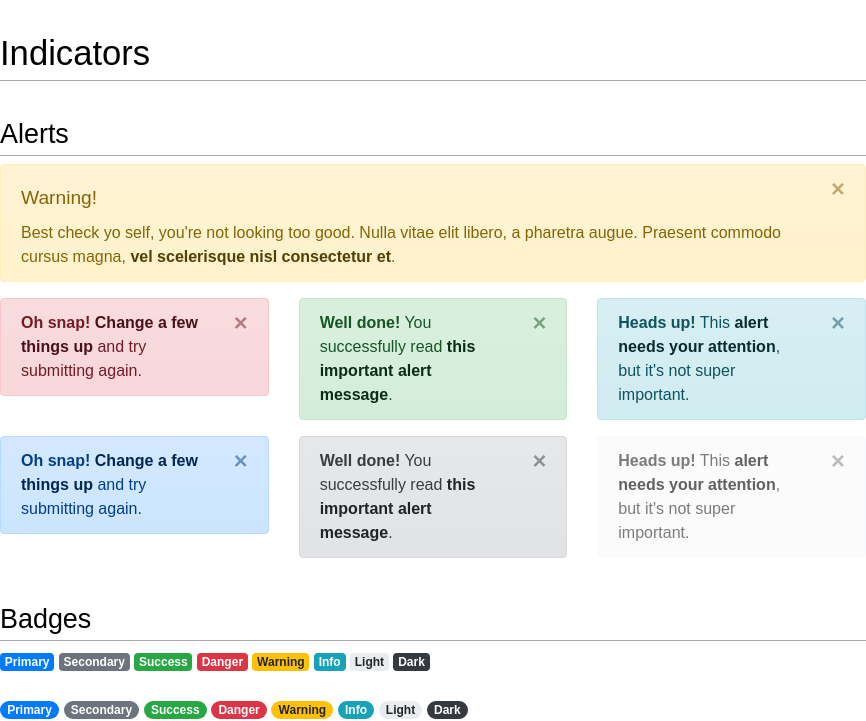 Indicators
Alerts
Warning!
×
Best check yo self, you're not looking too good. Nulla vitae elit libero, a pharetra augue. Praesent commodo
cursus magna, vel scelerisque nisl consectetur et.
Oh snap! Change a few
things up and try
submitting again.
×
Well done! You
successfully read this
important alert
message.
×
Heads up! This alert
needs your attention,
but it's not super
important.
×
Oh snap! Change a few
things up and try
submitting again.
×
Well done! You
successfully read this
important alert
message.
×
Heads up! This alert
needs your attention,
but it's not super
important.
×
Badges
Primary Secondary Success Danger Warning Info Light Dark
Primary Secondary Success Danger Warning Info Light Dark